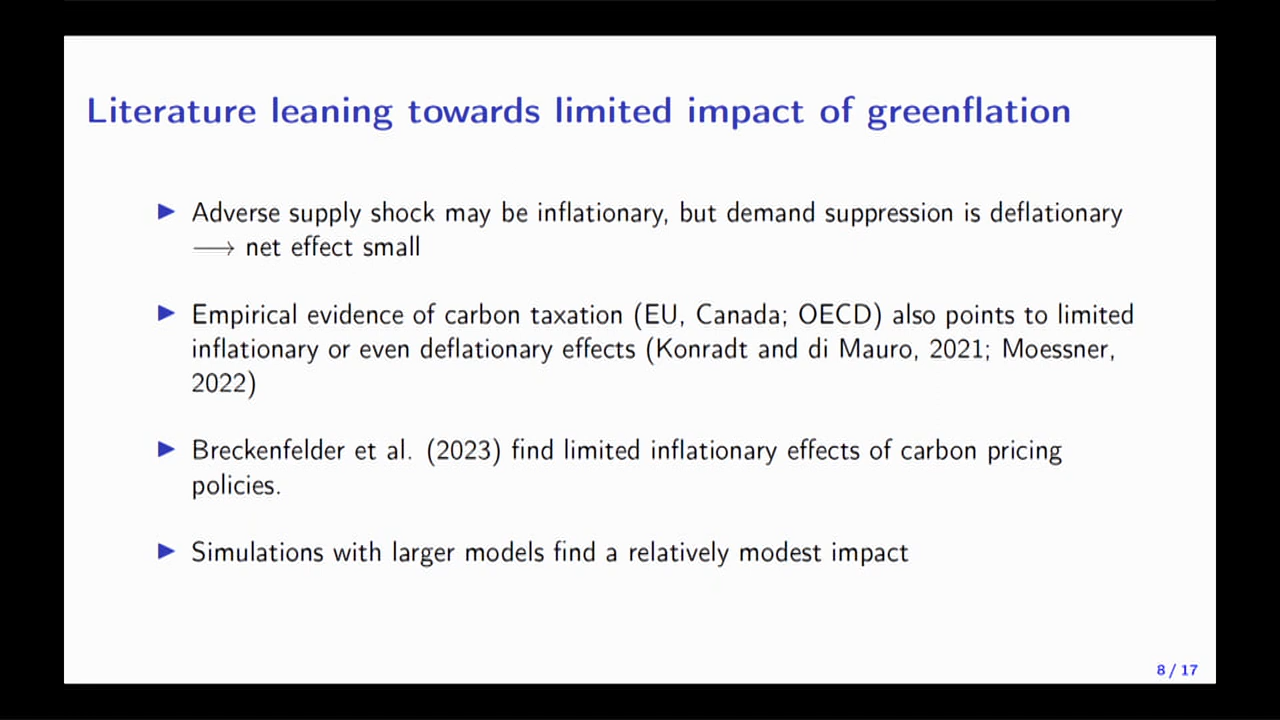 Literature leaning towards limited impact of greenflation
▶ Adverse supply shock may be inflationary, but demand suppression is deflationary
⟹ net effect small
▶ Empirical evidence of carbon taxation (EU, Canada; OECD) also points to limited
inflationary or even deflationary effects (Konradt and di Mauro, 2021; Moessner,
2022)
▶ Breckenfelder et al. (2023) find limited inflationary effects of carbon pricing
policies.
▶ Simulations with larger models find a relatively modest impact
8 / 17